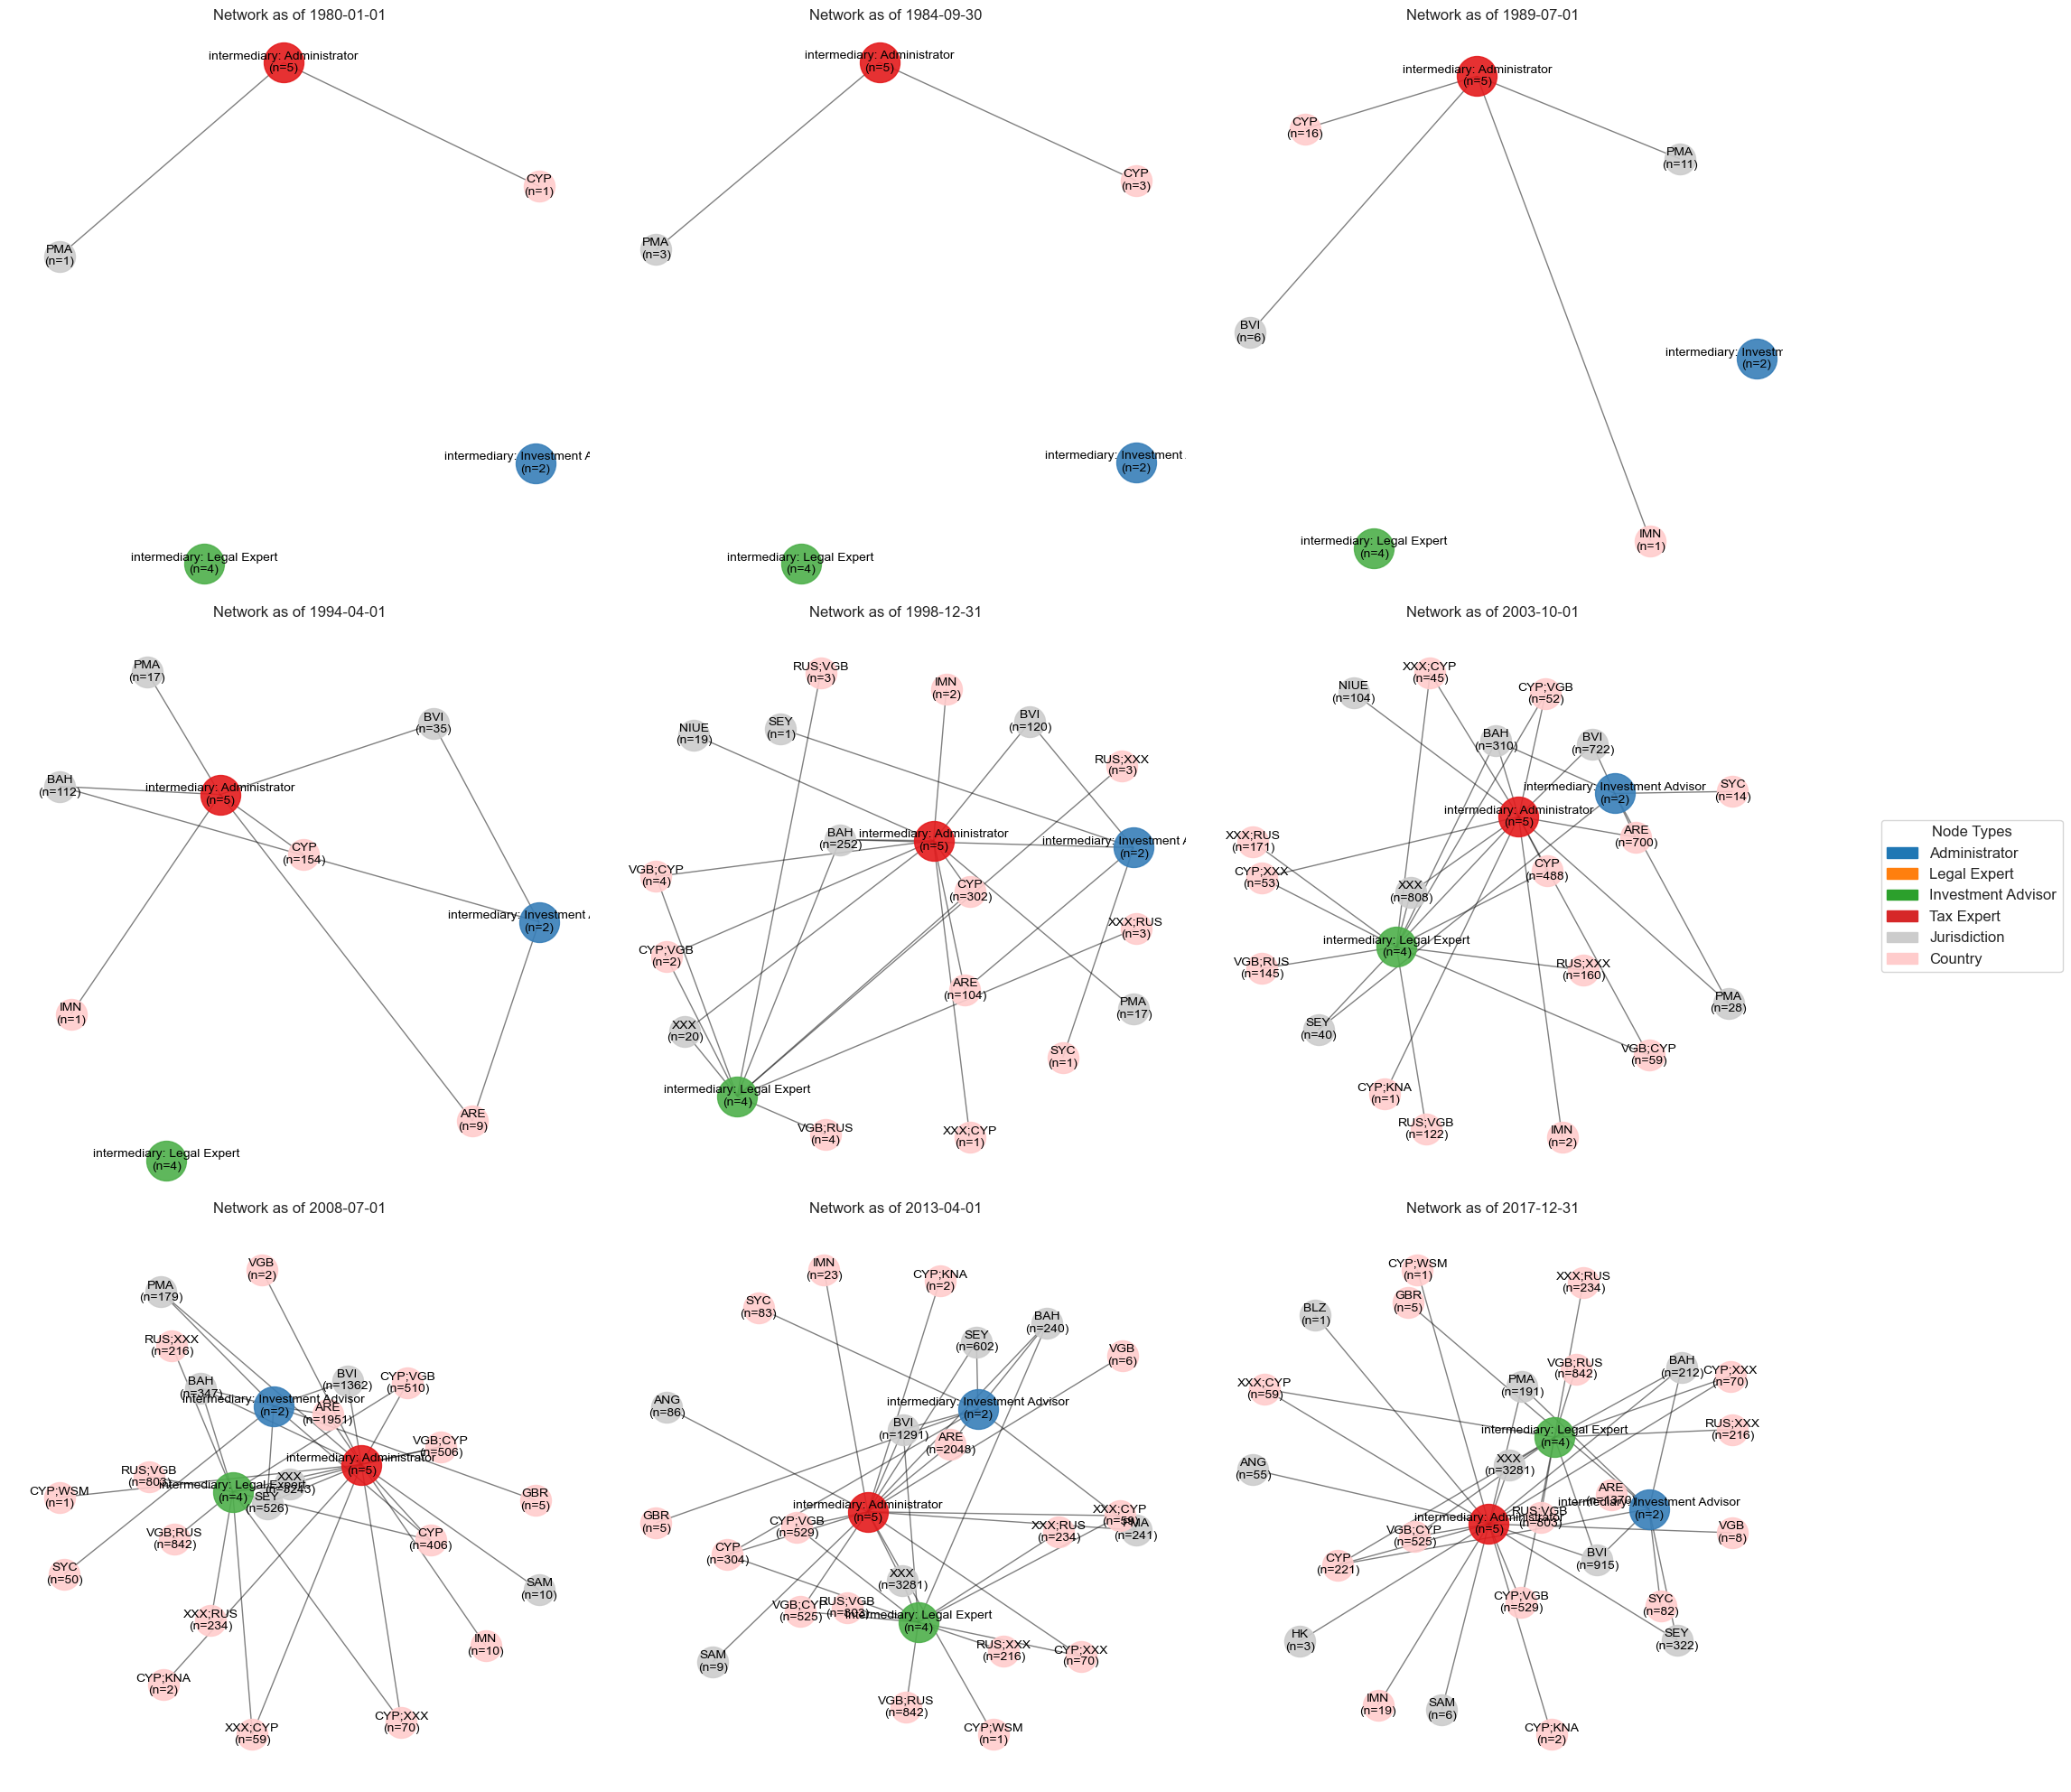 Network as of 1980-01-01
intermediary: Administrator
(n=5)
CYP
(n=1)
PMA
(n=1)
intermediary: Investment A
(n=2)
intermediary: Legal Expert
(n=4)
Network as of 1984-09-30
intermediary: Administrator
(n=5)
CYP
(n=3)
PMA
(n=3)
intermediary: Investment
(n=2)
intermediary: Legal Expert
(n=4)
Network as of 1989-07-01
intermediary: Administrator
(n=5)
CYP
(n=16)
PMA
(n=11)
BVI
(n=6)
intermediary: Investm
(n=2)
IMN
(n=1)
intermediary: Legal Expert
(n=4)
Network as of 1994-04-01
PMA
(n=17)
BVI
(n=35)
BAH
(n=112)
intermediary: Administrator
(n=5)
CYP
(n=154)
intermediary: Investment A
(n=2)
IMN
(n=1)
ARE
(n=9)
intermediary: Legal Expert
(n=4)
Network as of 1998-12-31
RUS;VGB
(n=3)
IMN
(n=2)
SEY
(n=1)
BVI
(n=120)
NIUE
(n=19)
RUS;XXX
(n=3)
BAH
(n=252)
intermediary: Administrator
(n=5)
intermediary: Investment A
(n=2)
VGB;CYP
(n=4)
CYP
(n=302)
XXX;RUS
(n=3)
CYP;VGB
(n=2)
ARE
(n=104)
PMA
(n=17)
XXX
(n=20)
SYC
(n=1)
intermediary: Legal Expert
(n=4)
VGB;RUS
(n=4)
XXX;CYP
(n=1)
Network as of 2003-10-01
XXX;CYP
(n=45)
NIUE
(n=104)
CYP;VGB
(n=52)
BAH
(n=310)
BVI
(n=722)
intermediary: Investment Advisor
(n=2)
SYC
(n=14)
intermediary: Administrator
(n=5)
XXX;RUS
(n=171)
ARE
(n=700)
CYP;XXX
(n=53)
CYP
(n=488)
XXX
(n=808)
intermediary: Legal Expert
(n=4)
VGB;RUS
(n=145)
RUS;XXX
(n=160)
PMA
(n=28)
SEY
(n=40)
VGB;CYP
(n=59)
CYP;KNA
(n=1)
RUS;VGB
(n=122)
IMN
(n=2)
Node Types
Administrator
Legal Expert
Investment Advisor
Tax Expert
Jurisdiction
Country
Network as of 2008-07-01
VGB
(n=2)
PMA
(n=179)
RUS;XXX
(n=216)
BAH
(n=347)
BVI
(n=1362)
CYP;VGB
(n=510)
intermediary: Investment Advisor
(n=2)
ARE
(n=1951)
VGB;CYP
(n=506)
intermediary: Administrator
(n=5)
RUS;VGB
(n=803)
intermediary: Legal Expert
(n=4)
XXX
(n=3243)
SEY
(n=526)
CYP;WSM
(n=1)
GBR
(n=5)
VGB;RUS
(n=842)
CYP
(n=406)
SYC
(n=50)
SAM
(n=10)
XXX;RUS
(n=234)
IMN
(n=10)
CYP;KNA
(n=2)
XXX;CYP
(n=59)
CYP;XXX
(n=70)
Network as of 2013-04-01
IMN
(n=23)
CYP;KNA
(n=2)
SYC
(n=83)
BAH
(n=240)
SEY
(n=602)
VGB
(n=6)
ANG
(n=86)
intermediary: Investment Advisor
(n=2)
BVI
(n=1291)
ARE
(n=2048)
intermediary: Administrator
(n=5)
GBR
(n=5)
CYP;VGB
(n=529)
XXX;CYP
(n=59)
XXX;RUS
(n=234)
PMA
(n=241)
CYP
(n=304)
XXX
(n=3281)
VGB;CYP
(n=525)
RUS;VGB
(n=803)
intermediary: Legal Expert
(n=4)
RUS;XXX
(n=216)
CYP;XXX
(n=70)
SAM
(n=9)
VGB;RUS
(n=842)
CYP;WSM
(n=1)
Network as of 2017-12-31
CYP;WSM
(n=1)
XXX;RUS
(n=234)
GBR
(n=5)
BLZ
(n=1)
VGB;RUS
(n=842)
BAH
(n=212)
CYP;XXX
(n=70)
XXX;CYP
(n=59)
PMA
(n=191)
intermediary: Legal Expert
(n=4)
RUS;XXX
(n=216)
ANG
(n=55)
XXX
(n=3281)
ARE
(n=1370)
intermediary: Investment Advisor
(n=2)
RUS;VGB
(n=803)
intermediary: Administrator
(n=5)
VGB;CYP
(n=525)
VGB
(n=8)
CYP
(n=221)
BVI
(n=915)
CYP;VGB
(n=529)
SYC
(n=82)
HK
(n=3)
SEY
(n=322)
IMN
(n=19)
SAM
(n=6)
CYP;KNA
(n=2)